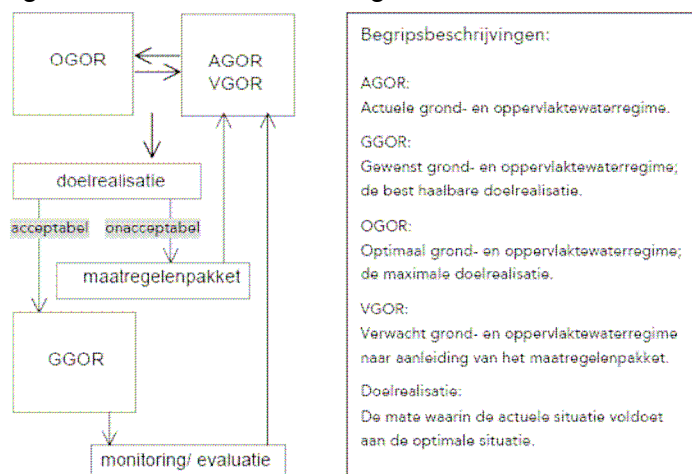 OGOR
AGOR
VGOR
doelrealisatie
acceptabel
onacceptabel
maatregelenpakket
GGOR
monitoring/ evaluatie
Begripsbeschrijvingen:
AGOR:
Actuele grond- en oppervlaktewaterregime.
GGOR:
Gewenst grond- en oppervlaktewaterregime;
de best haalbare doelrealisatie.
OGOR:
Optimaal grond- en oppervlaktewaterregime;
de maximale doelrealisatie.
VGOR:
Verwacht grond- en oppervlaktewaterregime
naar aanleiding van het maatregelenpakket.
Doelrealisatie:
De mate waarin de actuele situatie voldoet
aan de optimale situatie.